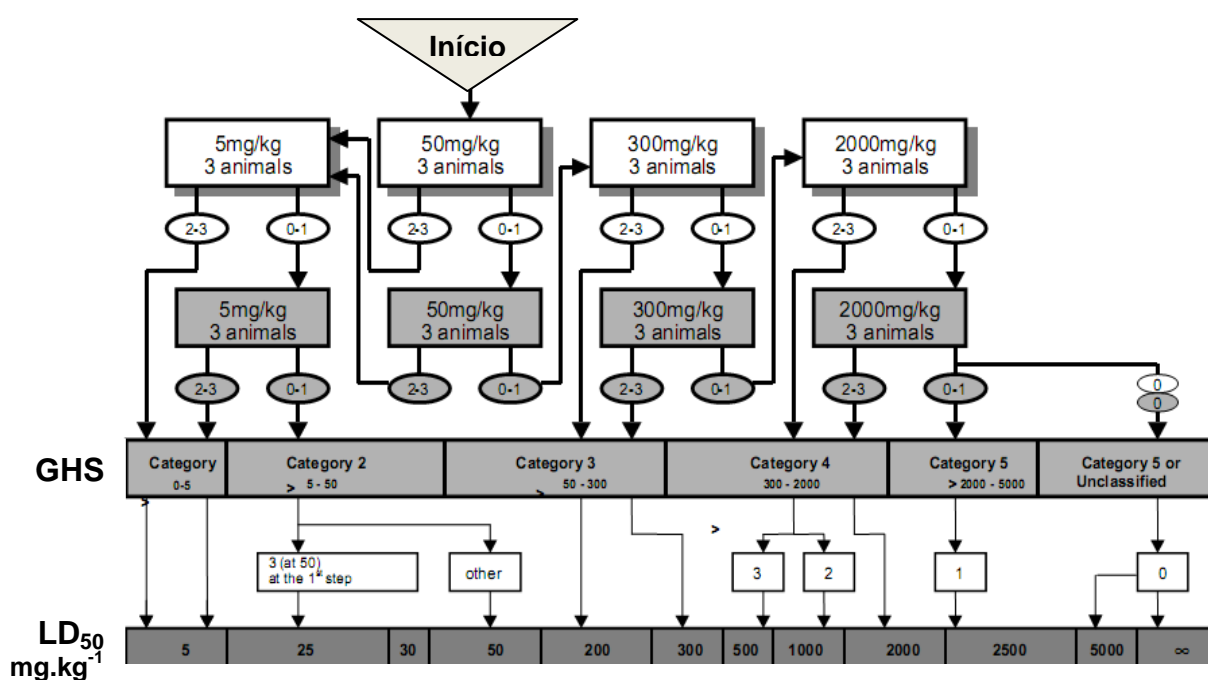 Início
5mg/kg
3 animals
50mg/kg
3 animals
300mg/kg
3 animals
2000mg/kg
3 animals
2-3
0-1
2-3
0-1
2-3
0-1
2-3
0-1
5mg/kg
3 animals
50mg/kg
3 animals
300mg/kg
3 animals
2000mg/kg
3 animals
2-3
0-1
2-3
0-1
2-3
0-1
2-3
0-1
0
0
GHS
Category
0-5
>
Category 2
> 5 - 50
Category 3
> 50 - 300
Category 4
300 - 2000
>
Category 5
> 2000 - 5000
Category 5 or
Unclassified
3 (at 50)
at the 1st step
other
3
2
1
0
LD50
mg.kg-1
5 25 30 50 200 300 500 1000 2000 2500 5000 ∞